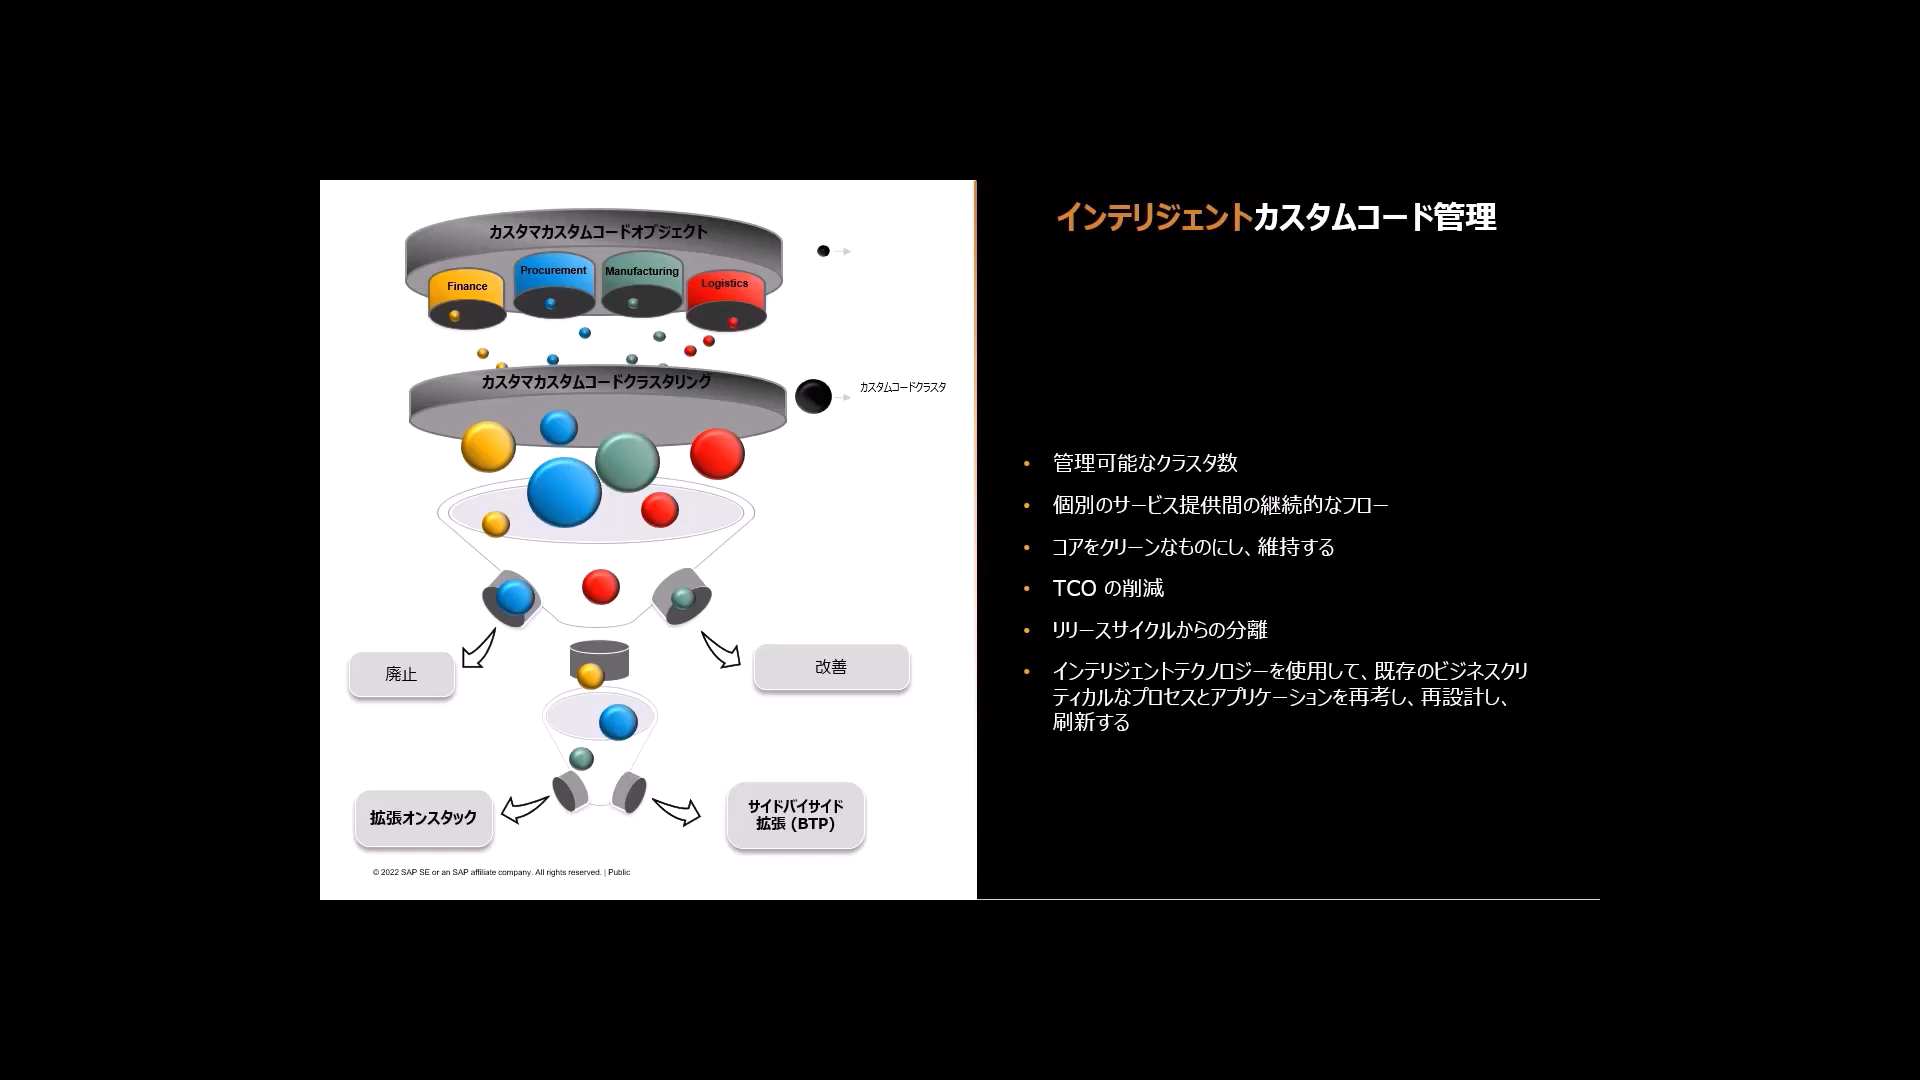 カスタマカスタムコードオブジェクト
Finance
Procurement
Manufacturing
Logistics
カスタマカスタムコードクラスタリング
カスタムコードクラスタ
廃止
改善
拡張オンスタック
サイドバイサイド
拡張 (BTP)
© 2022 SAP SE or an SAP affiliate company. All rights reserved. | Public
インテリジェントカスタムコード管理
• 管理可能なクラスタ数
• 個別のサービス提供間の継続的なフロー
• コアをクリーンなものにし、維持する
• TCO の削減
• リリースサイクルからの分離
• インテリジェントテクノロジーを使用して、既存のビジネスクリ
ティカルなプロセスとアプリケーションを再考し、再設計し、
刷新する